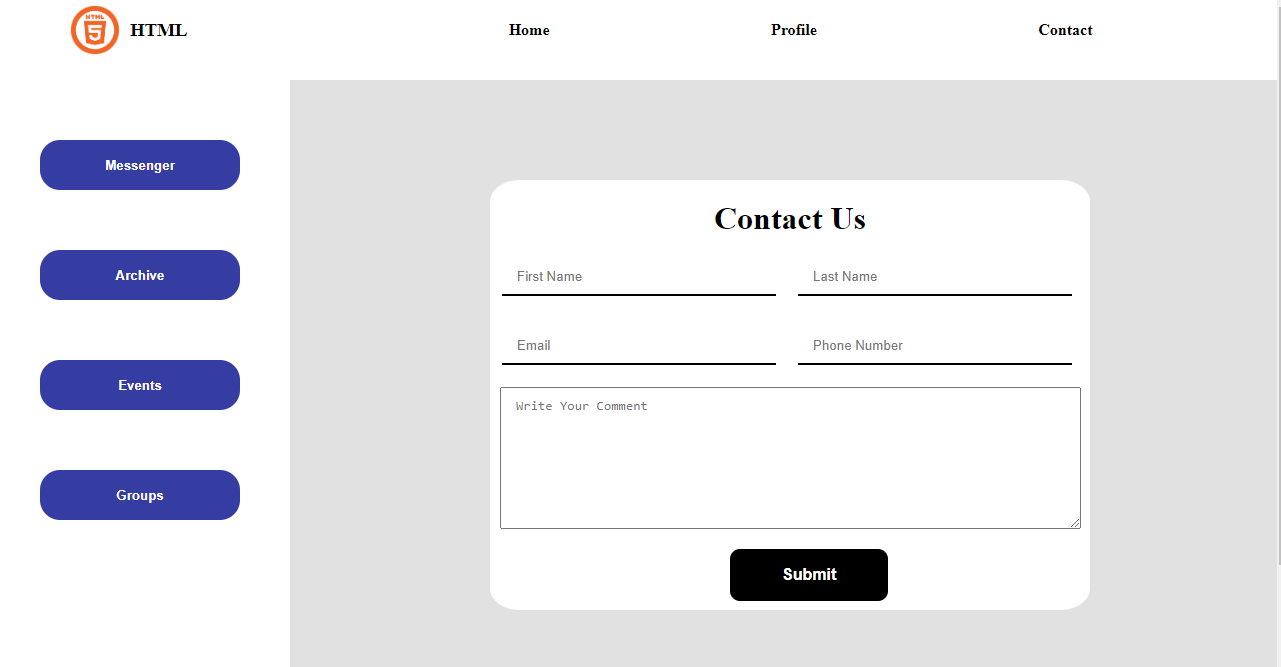 HTML
5
HTML
Home
Profile
Contact
Messenger
Archive
Events
Groups
Contact Us
First Name
Last Name
Email
Phone Number
Write Your Comment
Submit